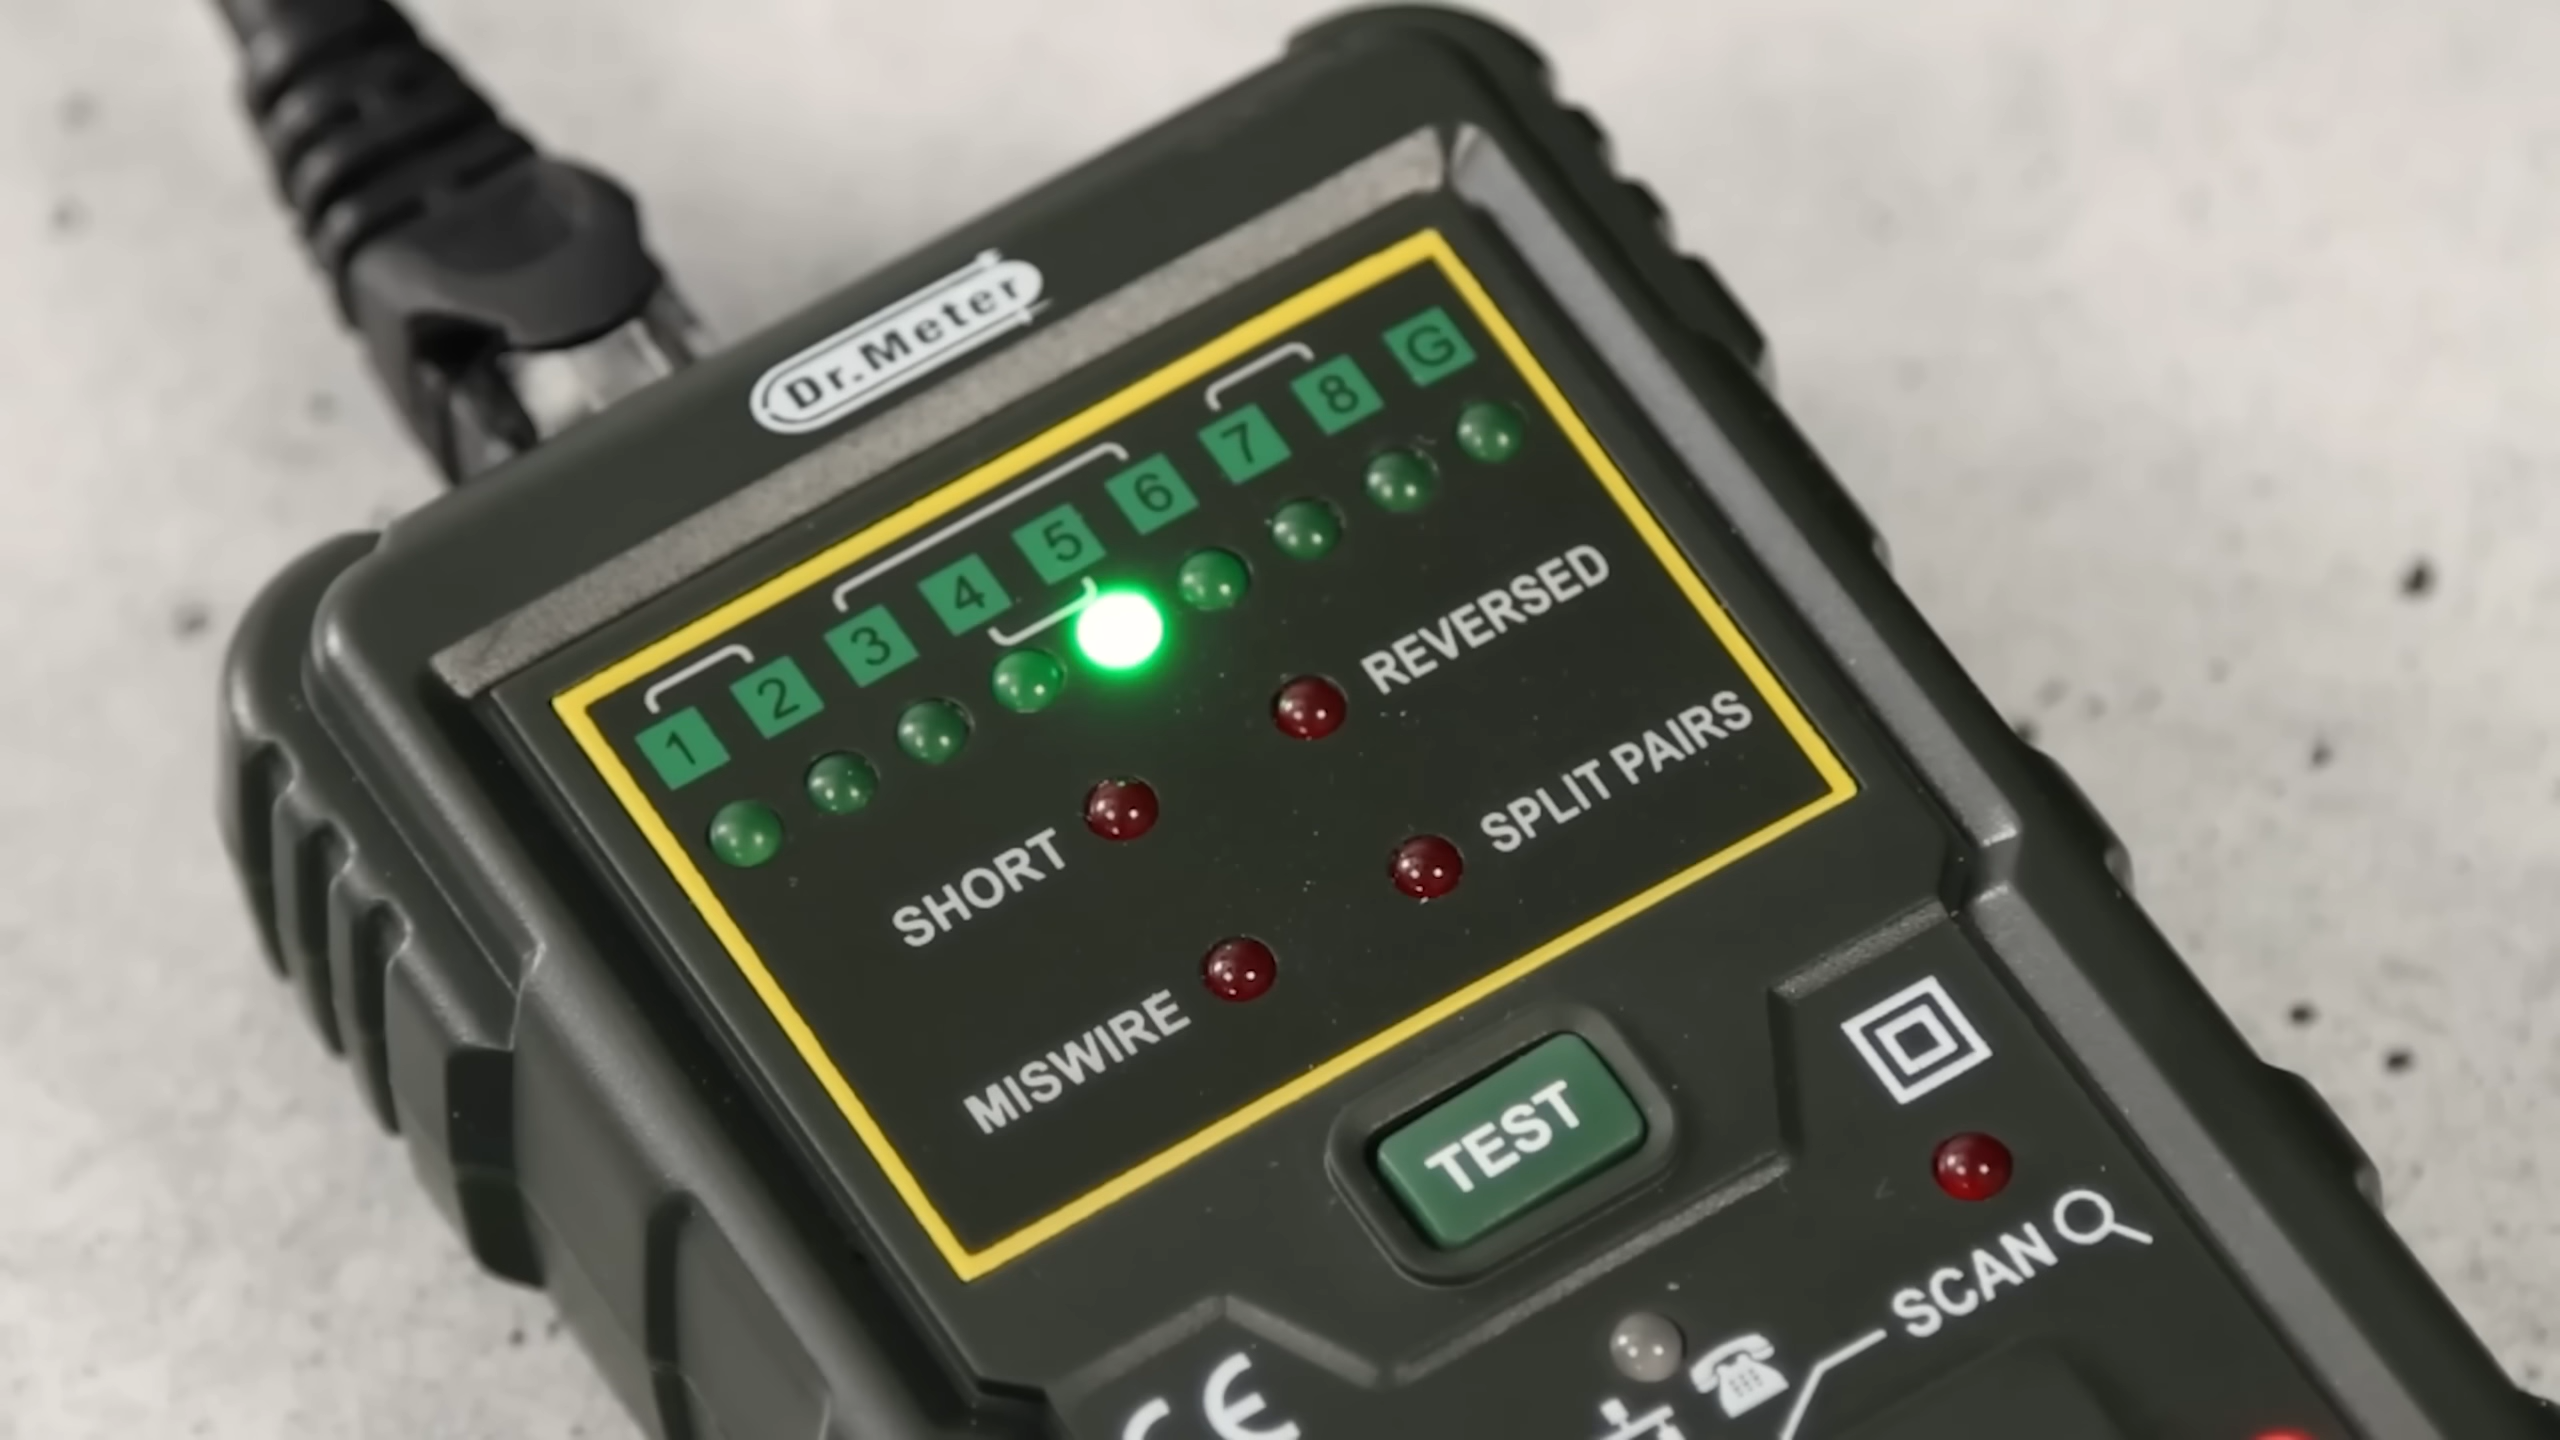 Dr.Meter
1 2 3 4 5 6 7 8 G
REVERSED
SHORT
SPLIT PAIRS
MISWIRE
TEST
SCAN
CE